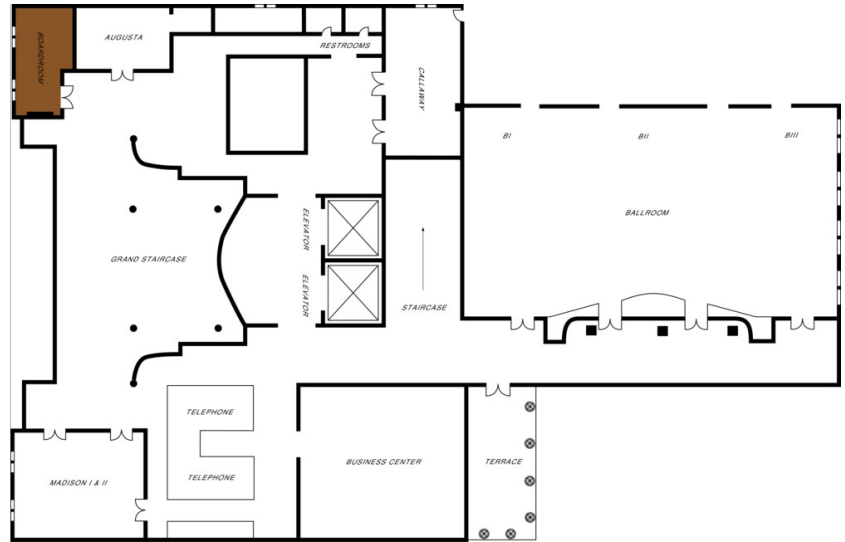 BOARDROOM
AUGUSTA
RESTROOMS
CALLAWAY
BI
BII
BIII
BALLROOM
ELEVATOR
GRAND STAIRCASE
ELEVATOR
STAIRCASE
TELEPHONE
TELEPHONE
MADISON I & II
BUSINESS CENTER
TERRACE